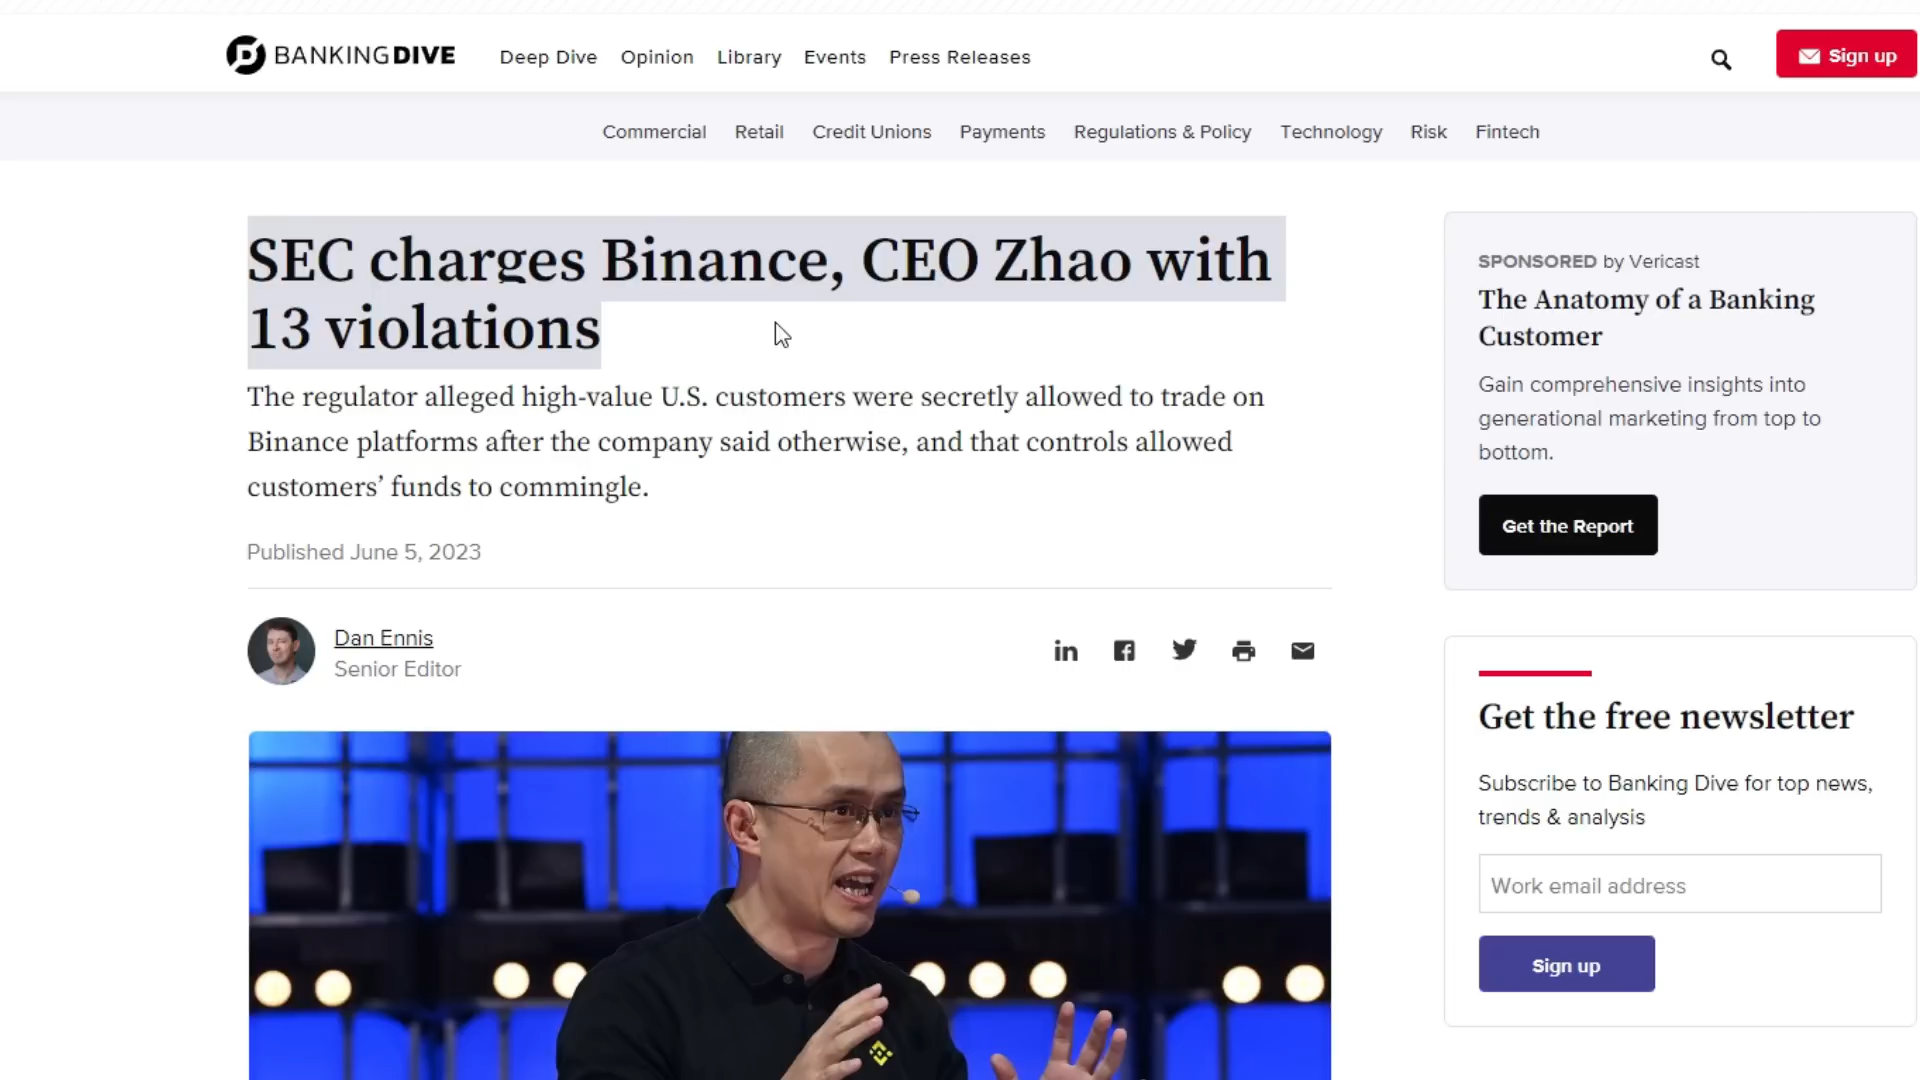 BANKINGDIVE
Deep Dive Opinion Library Events Press Releases
Sign up
Commercial Retail Credit Unions Payments Regulations & Policy Technology Risk Fintech
SEC charges Binance, CEO Zhao with
13 violations
The regulator alleged high-value U.S. customers were secretly allowed to trade on
Binance platforms after the company said otherwise, and that controls allowed
customers’ funds to commingle.
Published June 5, 2023
Dan Ennis
Senior Editor
SPONSORED by Vericast
The Anatomy of a Banking
Customer
Gain comprehensive insights into
generational marketing from top to
bottom.
Get the Report
Get the free newsletter
Subscribe to Banking Dive for top news,
trends & analysis
Work email address
Sign up